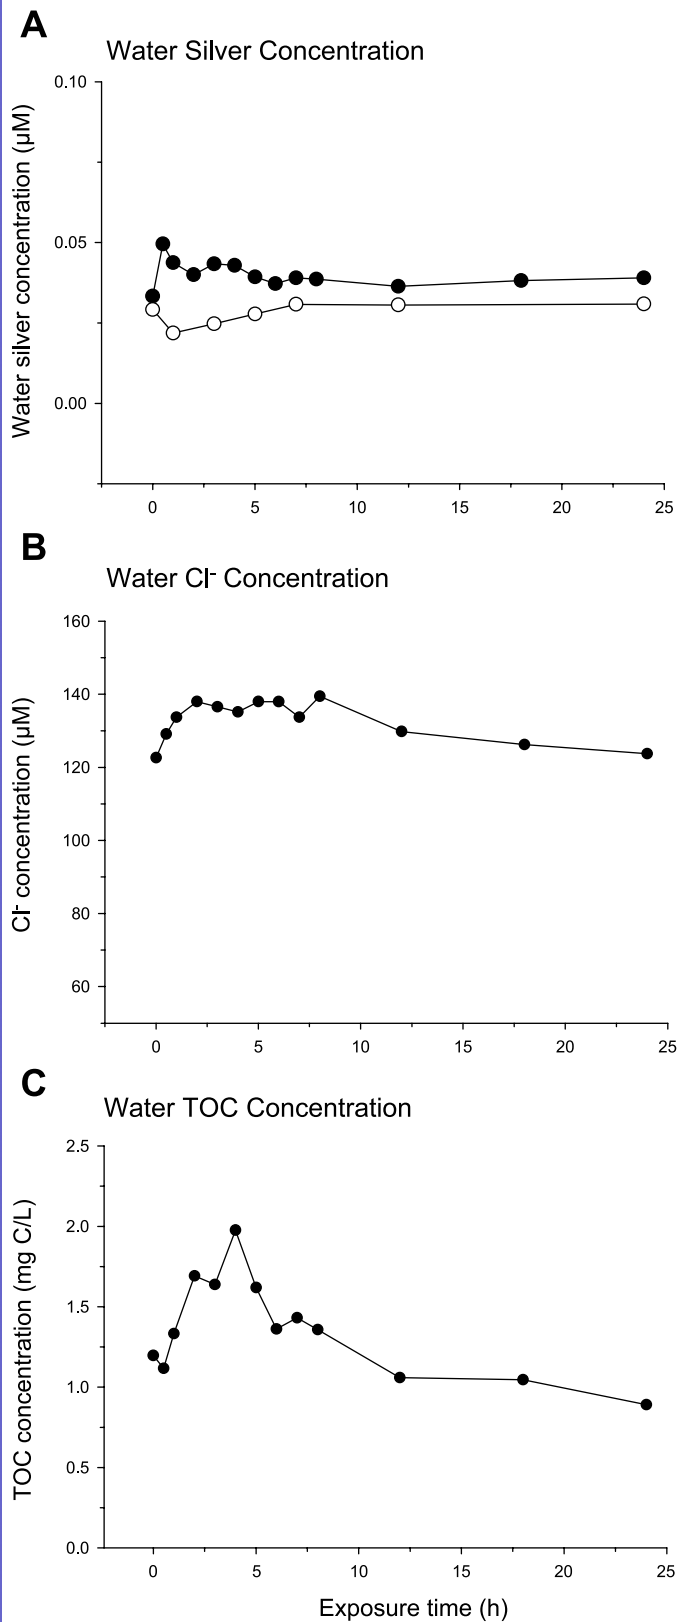 A
Water Silver Concentration
Water silver concentration (µM)
0.10
0.05
0.00
0 5 10 15 20 25
B
Water Cl⁻ Concentration
Cl⁻ concentration (µM)
160
140
120
100
80
60
0 5 10 15 20 25
C
Water TOC Concentration
TOC concentration (mg C/L)
2.5
2.0
1.5
1.0
0.5
0.0
0 5 10 15 20 25
Exposure time (h)